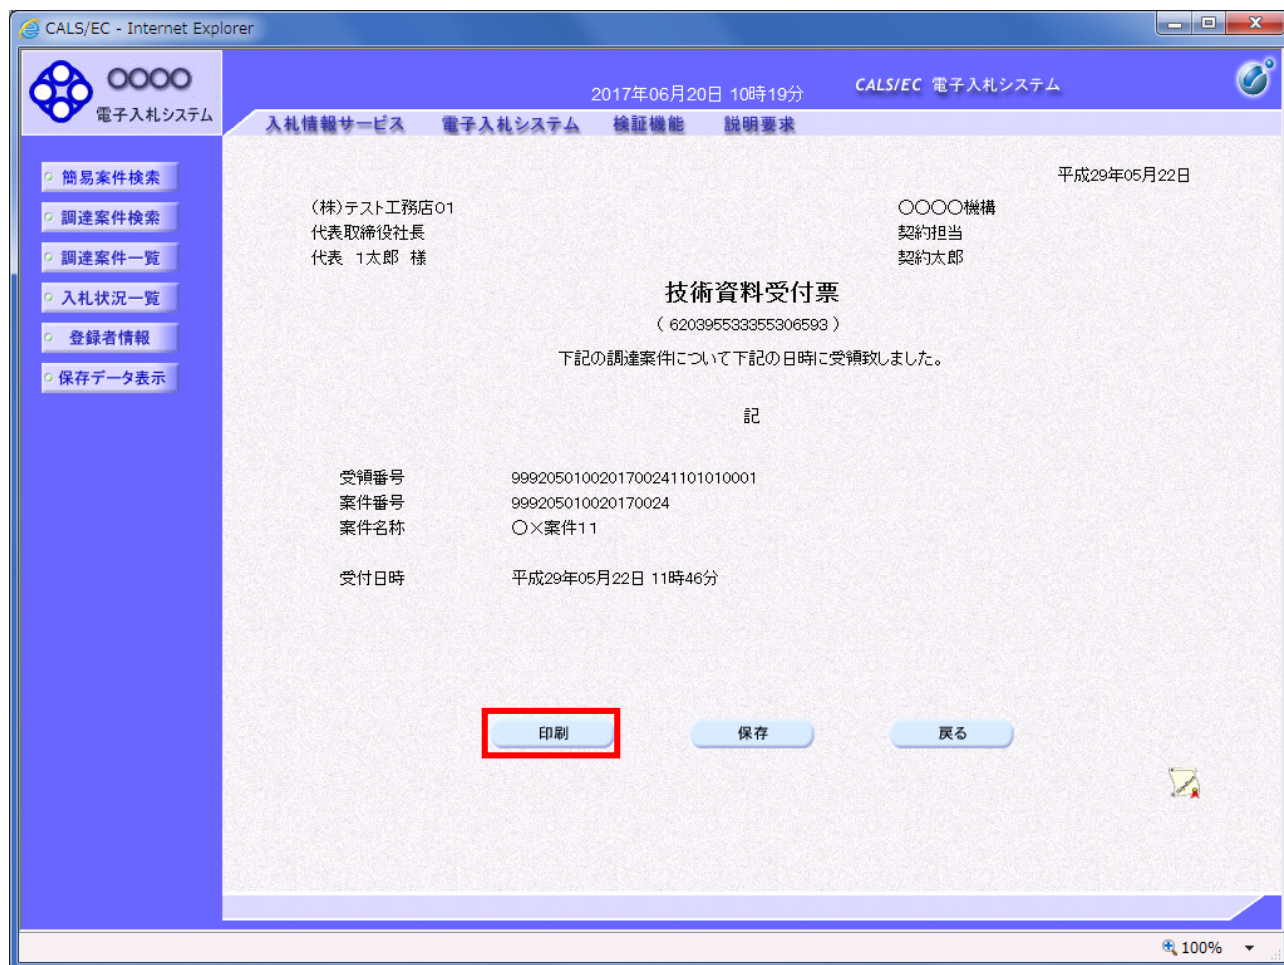 CALS/EC - Internet Explorer
〇〇〇〇
電子入札システム
2017年06月20日 10時19分
CALS/EC 電子入札システム
入札情報サービス 電子入札システム 検証機能 説明要求
簡易案件検索
調達案件検索
調達案件一覧
入札状況一覧
登録者情報
保存データ表示
平成29年05月22日
(株)テスト工務店01
代表取締役社長
代表 1太郎 様
〇〇〇〇機構
契約担当
契約太郎
技術資料受付票
( 620395533355306593 )
下記の調達案件について下記の日時に受領致しました。
記
受領番号 99920501002017002411​01010001
案件番号 999205010020170024
案件名称 〇×案件11
受付日時 平成29年05月22日 11時46分
印刷 保存 戻る
100%